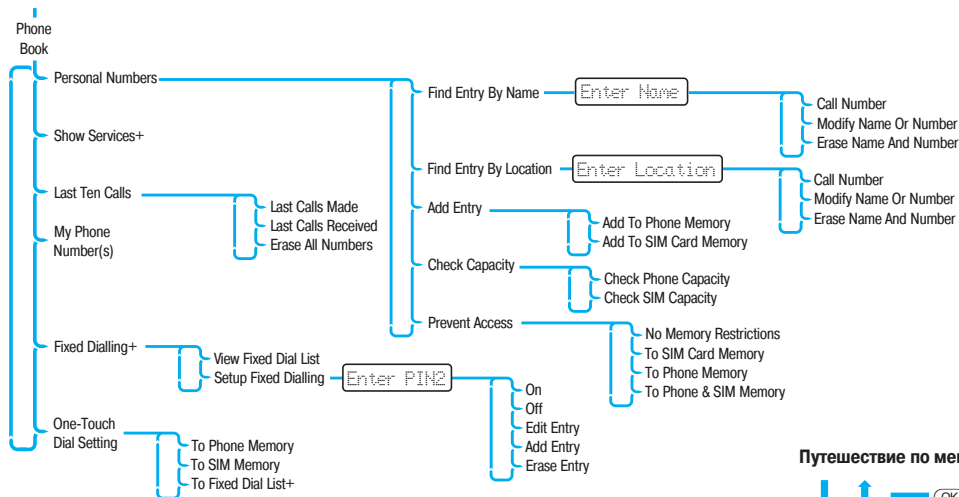 Phone
Book
Personal Numbers
Find Entry By Name
Enter Name
Call Number
Modify Name Or Number
Erase Name And Number
Find Entry By Location
Enter Location
Call Number
Modify Name Or Number
Erase Name And Number
Add Entry
Add To Phone Memory
Add To SIM Card Memory
Check Capacity
Check Phone Capacity
Check SIM Capacity
Prevent Access
No Memory Restrictions
To SIM Card Memory
To Phone Memory
To Phone & SIM Memory
Show Services+
Last Ten Calls
Last Calls Made
Last Calls Received
Erase All Numbers
My Phone
Number(s)
Fixed Dialling+
View Fixed Dial List
Setup Fixed Dialling
Enter PIN2
On
Off
Edit Entry
Add Entry
Erase Entry
One-Touch
Dial Setting
To Phone Memory
To SIM Memory
To Fixed Dial List+
Путешествие по
OK